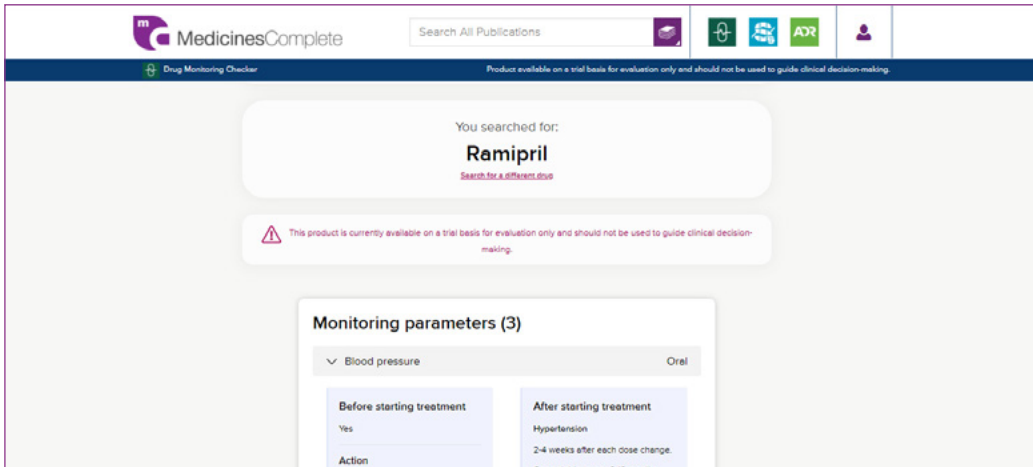 m
MedicinesComplete
Search All Publications
ADR
Drug Monitoring Checker
Product available on a trial basis for evaluation only and should not be used to guide clinical decision-making.
You searched for:
Ramipril
Search for a different drug
This product is currently available on a trial basis for evaluation only and should not be used to guide clinical decision-
making.
Monitoring parameters (3)
Blood pressure
Oral
Before starting treatment
Yes
Action
After starting treatment
Hypertension
2-4 weeks after each dose change.